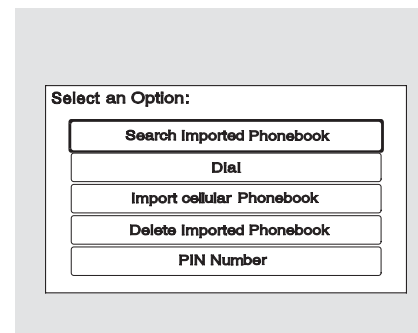 Select an Option:
Search Imported Phonebook
Dial
Import cellular Phonebook
Delete Imported Phonebook
PIN Number